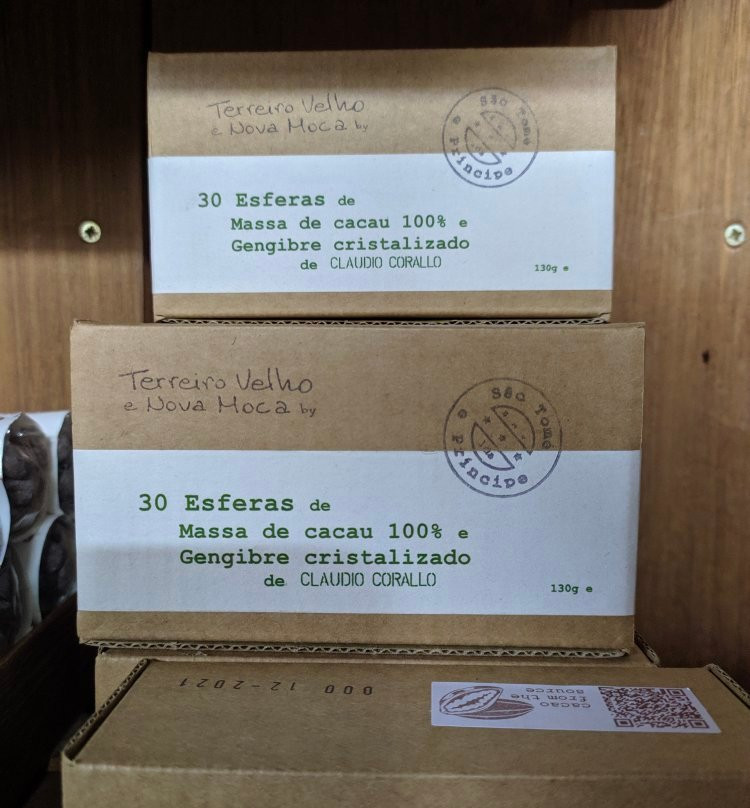 Terreiro Velho
e Nova Moca by
São Tomé
e Príncipe
30 Esferas de
Massa de cacau 100% e
Gengibre cristalizado
de CLAUDIO CORALLO
130g e
Terreiro Velho
e Nova Moca by
São Tomé
e Príncipe
30 Esferas de
Massa de cacau 100% e
Gengibre cristalizado
de CLAUDIO CORALLO
130g e
000 12-2021
cacao
from the
source